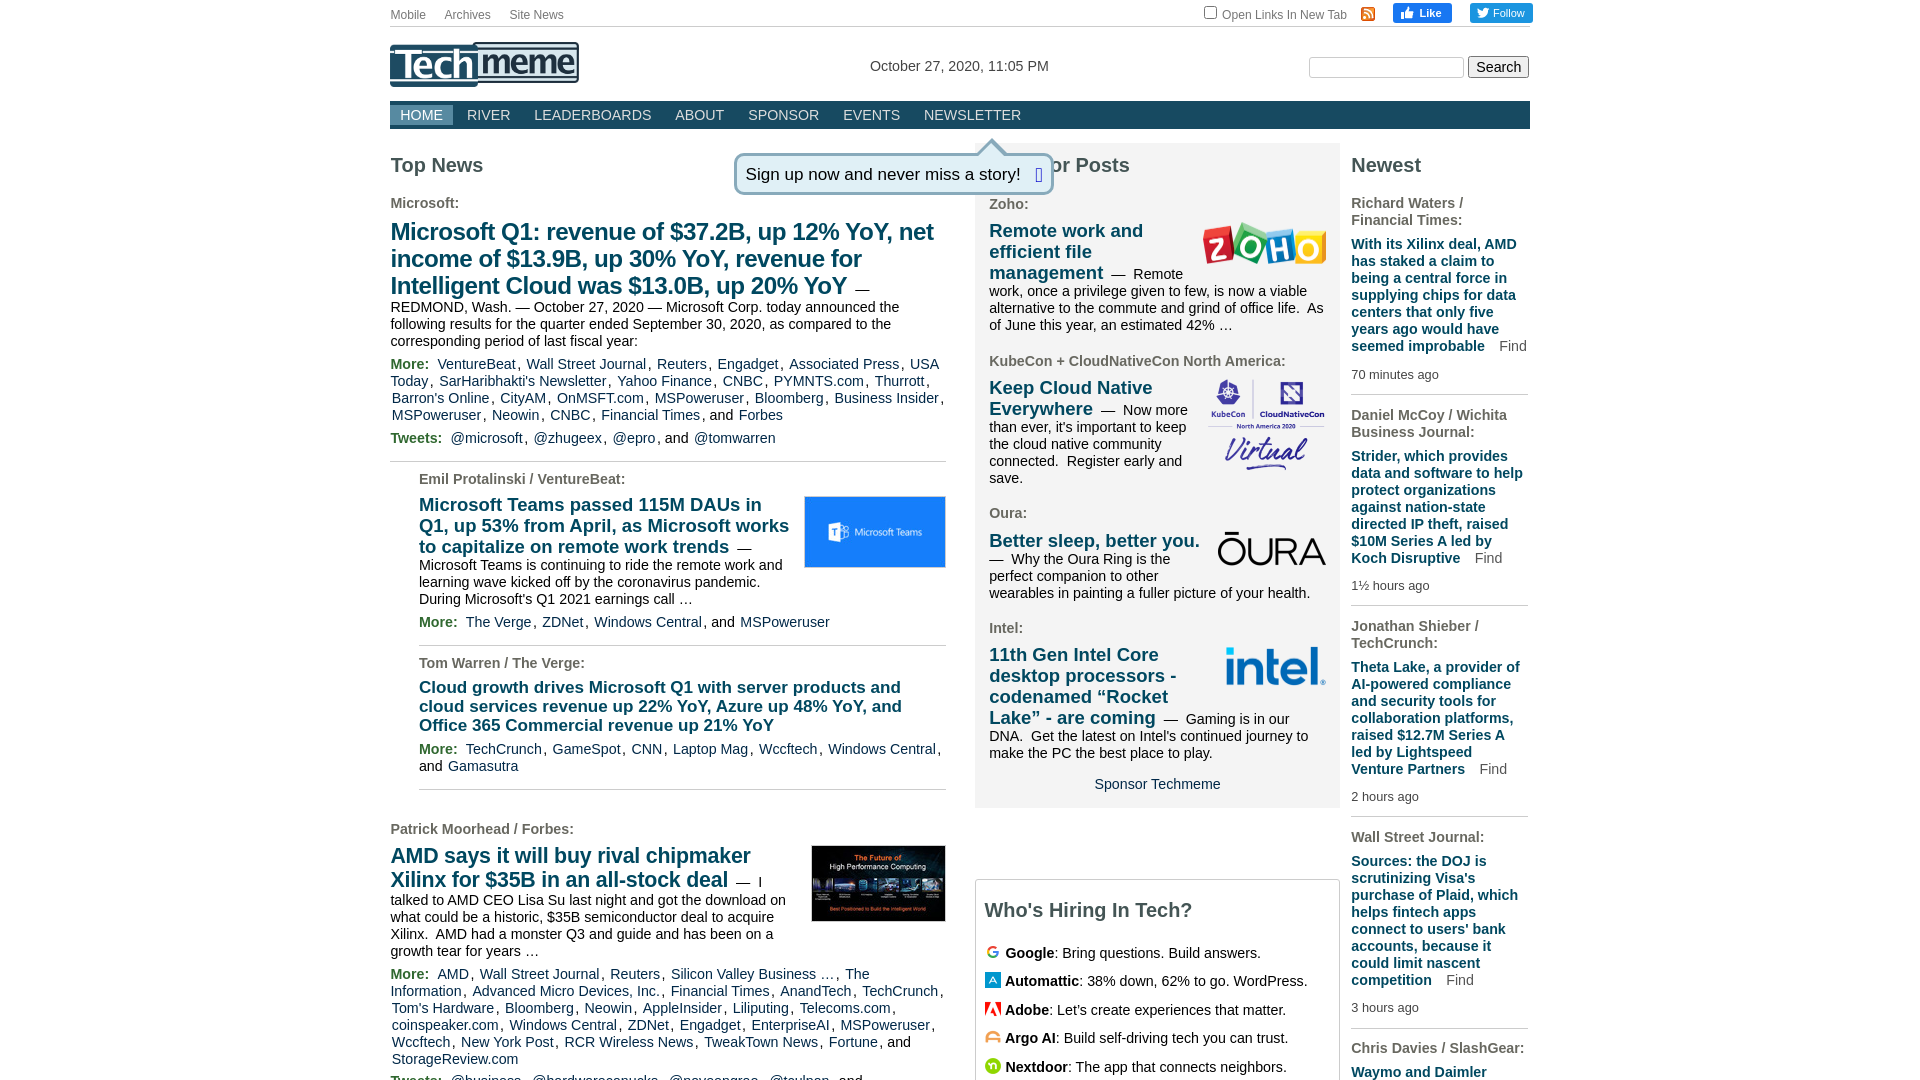 Mobile Archives Site News
Open Links In New Tab Like Follow
Techmeme
October 27, 2020, 11:05 PM
Search
HOME RIVER LEADERBOARDS ABOUT SPONSOR EVENTS NEWSLETTER
Sign up now and never miss a story!
Top News
Microsoft:
Microsoft Q1: revenue of $37.2B, up 12% YoY, net
income of $13.9B, up 30% YoY, revenue for
Intelligent Cloud was $13.0B, up 20% YoY —
REDMOND, Wash. — October 27, 2020 — Microsoft Corp. today announced the
following results for the quarter ended September 30, 2020, as compared to the
corresponding period of last fiscal year:
More: VentureBeat, Wall Street Journal, Reuters, Engadget, Associated Press, USA
Today, SarHaribhakti's Newsletter, Yahoo Finance, CNBC, PYMNTS.com, Thurrott,
Barron's Online, CityAM, OnMSFT.com, MSPoweruser, Bloomberg, Business Insider,
MSPoweruser, Neowin, CNBC, Financial Times, and Forbes
Tweets: @microsoft, @zhugeex, @epro, and @tomwarren
Emil Protalinski / VentureBeat:
Microsoft Teams passed 115M DAUs in
Q1, up 53% from April, as Microsoft works
to capitalize on remote work trends —
Microsoft Teams is continuing to ride the remote work and
learning wave kicked off by the coronavirus pandemic.
During Microsoft's Q1 2021 earnings call …
Microsoft Teams
More: The Verge, ZDNet, Windows Central, and MSPoweruser
Tom Warren / The Verge:
Cloud growth drives Microsoft Q1 with server products and
cloud services revenue up 22% YoY, Azure up 48% YoY, and
Office 365 Commercial revenue up 21% YoY
More: TechCrunch, GameSpot, CNN, Laptop Mag, Wccftech, Windows Central,
and Gamasutra
Patrick Moorhead / Forbes:
AMD says it will buy rival chipmaker
Xilinx for $35B in an all-stock deal — I
talked to AMD CEO Lisa Su last night and got the download on
what could be a historic, $35B semiconductor deal to acquire
Xilinx. AMD had a monster Q3 and guide and has been on a
growth tear for years …
The Future of
High Performance Computing
Best Positioned to Build the Intelligent World
More: AMD, Wall Street Journal, Reuters, Silicon Valley Business …, The
Information, Advanced Micro Devices, Inc., Financial Times, AnandTech, TechCrunch,
Tom's Hardware, Bloomberg, Neowin, AppleInsider, Liliputing, Telecoms.com,
coinspeaker.com, Windows Central, ZDNet, Engadget, EnterpriseAI, MSPoweruser,
Wccftech, New York Post, RCR Wireless News, TweakTown News, Fortune, and
StorageReview.com
Tweets: @business, @hardwarecanucks, @naveengrao, @tculpan, and
or Posts
Zoho:
Remote work and
efficient file
management — Remote
work, once a privilege given to few, is now a viable
alternative to the commute and grind of office life. As
of June this year, an estimated 42% …
ZOHO
KubeCon + CloudNativeCon North America:
Keep Cloud Native
Everywhere — Now more
than ever, it's important to keep
the cloud native community
connected. Register early and
save.
KubeCon CloudNativeCon
North America 2020
Virtual
Oura:
Better sleep, better you.
— Why the Oura Ring is the
perfect companion to other
wearables in painting a fuller picture of your health.
ŌURA
Intel:
11th Gen Intel Core
desktop processors -
codenamed “Rocket
Lake” - are coming — Gaming is in our
DNA. Get the latest on Intel's continued journey to
make the PC the best place to play.
intel.
Sponsor Techmeme
Who's Hiring In Tech?
Google: Bring questions. Build answers.
Automattic: 38% down, 62% to go. WordPress.
Adobe: Let’s create experiences that matter.
Argo AI: Build self-driving tech you can trust.
Nextdoor: The app that connects neighbors.
Newest
Richard Waters /
Financial Times:
With its Xilinx deal, AMD
has staked a claim to
being a central force in
supplying chips for data
centers that only five
years ago would have
seemed improbable Find
70 minutes ago
Daniel McCoy / Wichita
Business Journal:
Strider, which provides
data and software to help
protect organizations
against nation-state
directed IP theft, raised
$10M Series A led by
Koch Disruptive Find
1½ hours ago
Jonathan Shieber /
TechCrunch:
Theta Lake, a provider of
AI-powered compliance
and security tools for
collaboration platforms,
raised $12.7M Series A
led by Lightspeed
Venture Partners Find
2 hours ago
Wall Street Journal:
Sources: the DOJ is
scrutinizing Visa's
purchase of Plaid, which
helps fintech apps
connect to users' bank
accounts, because it
could limit nascent
competition Find
3 hours ago
Chris Davies / SlashGear:
Waymo and Daimler